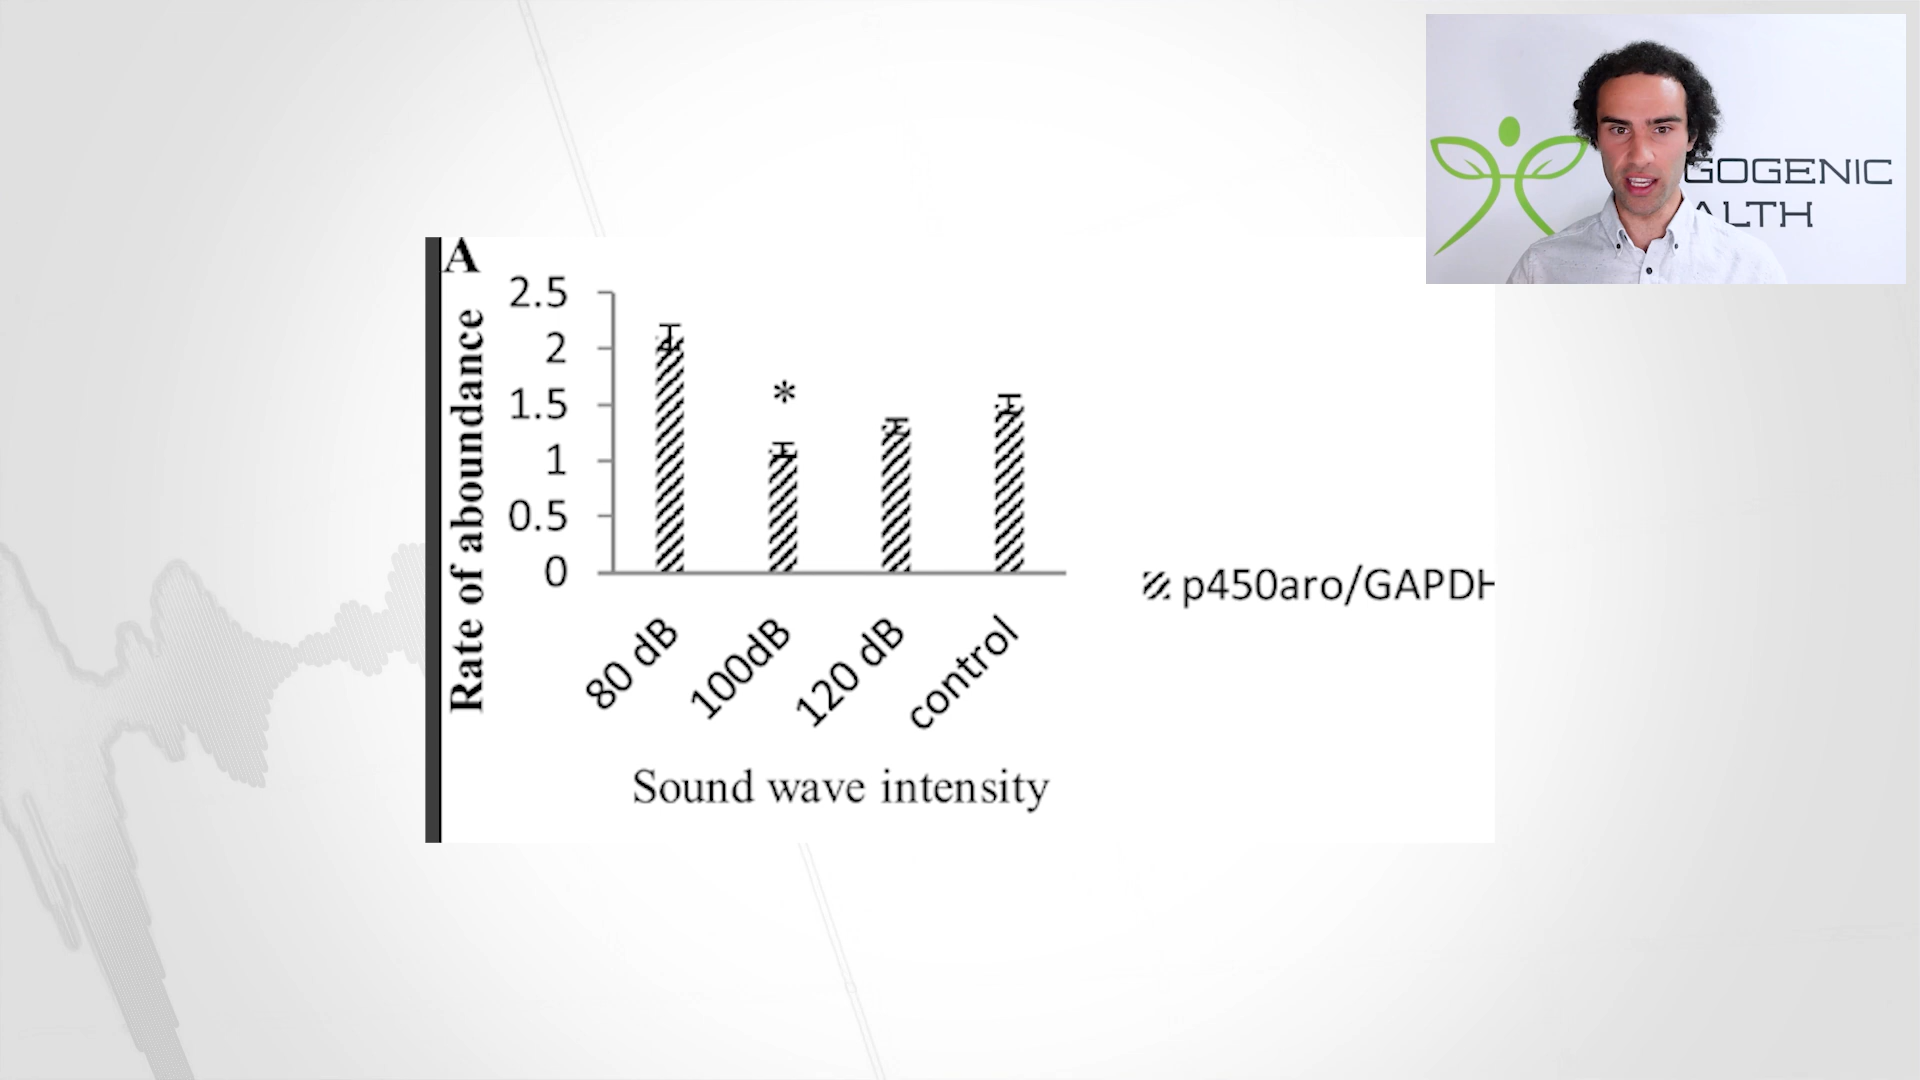 A
Rate of aboundance
2.5
2
1.5
1
0.5
0
*
80 dB
100dB
120 dB
control
Sound wave intensity
p450aro/GAPDH
GOGENIC
ALTH